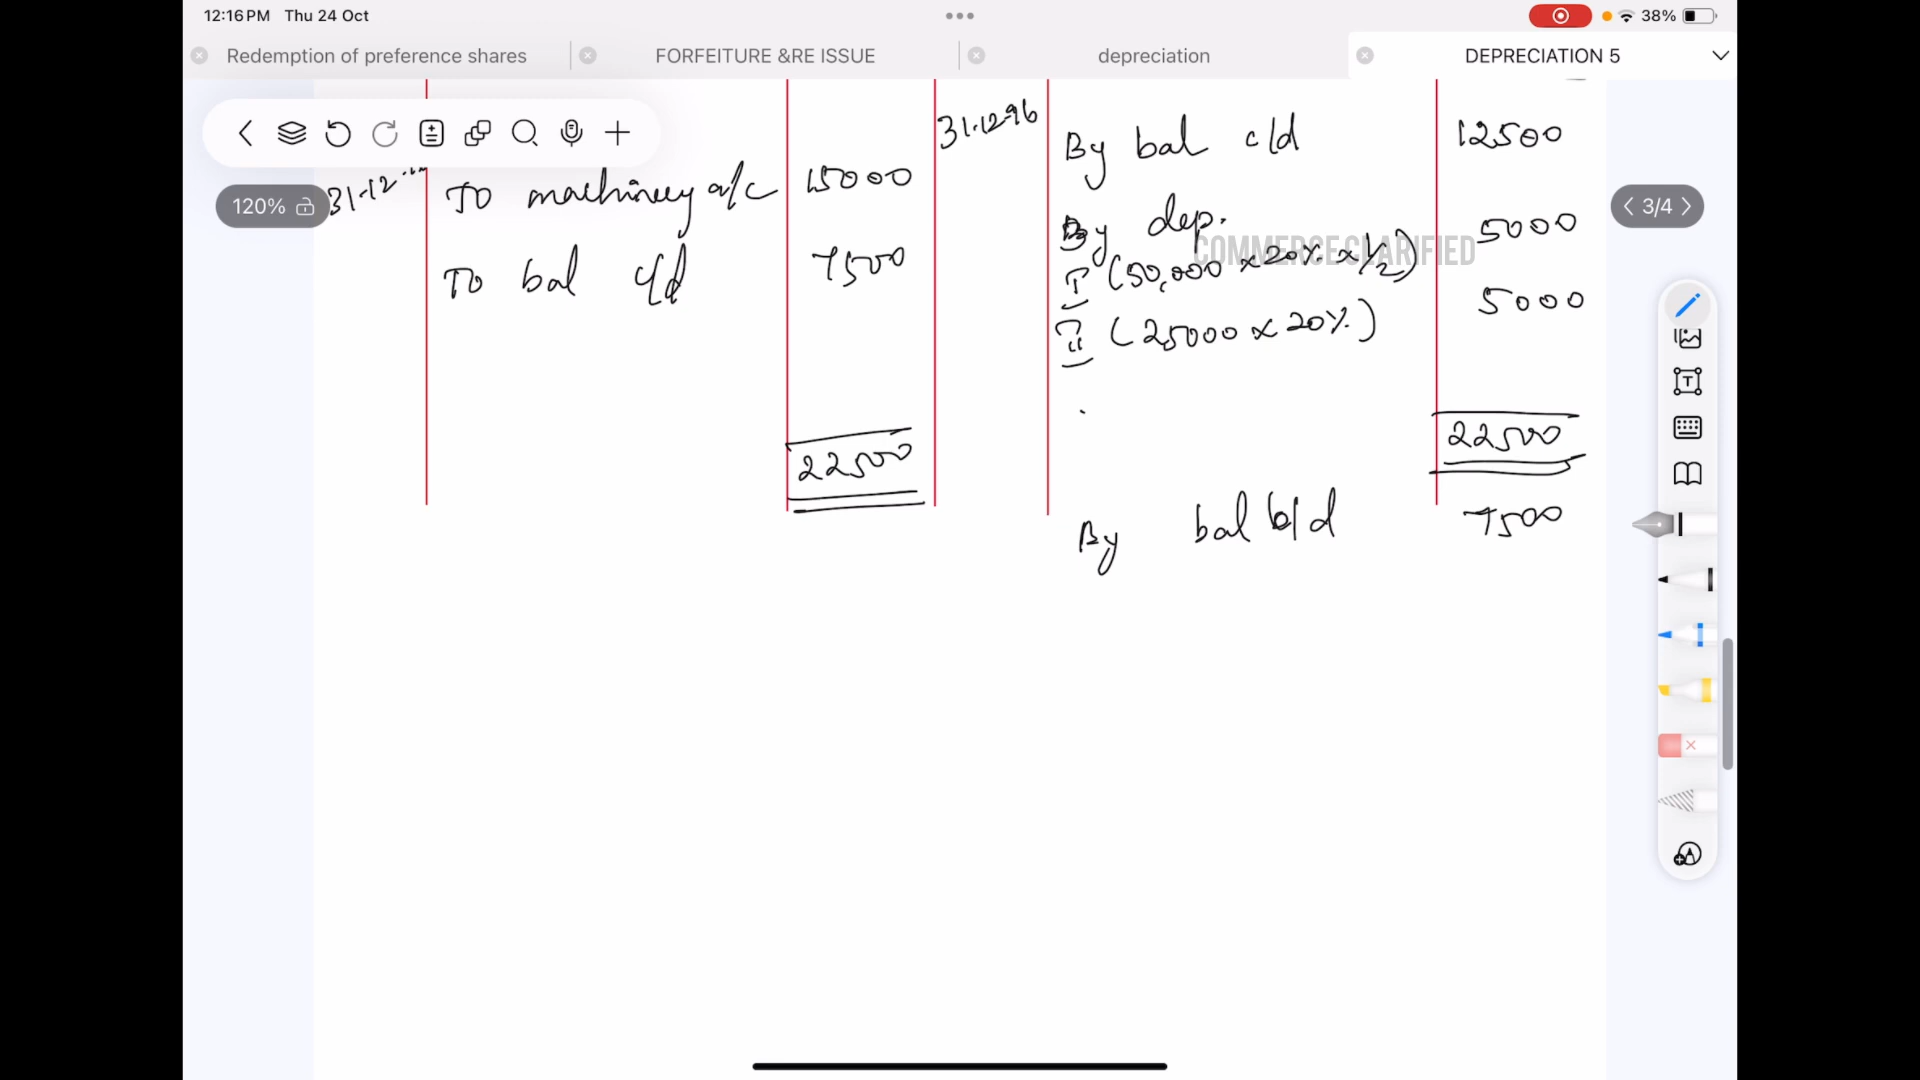 12:16 PM Thu 24 Oct
38%
Redemption of preference shares
FORFEITURE &RE ISSUE
depreciation
DEPRECIATION 5
120%
3/4
31-12-96 By bal c/d 12500
31-12- To machinery a/c 15000
By dep.
I (50,000 x 20% x 1/2) 5000
COMMERCE CLARIFIED
To bal c/d 7500
II (25000 x 20%) 5000
22500 22500
By bal b/d 7500